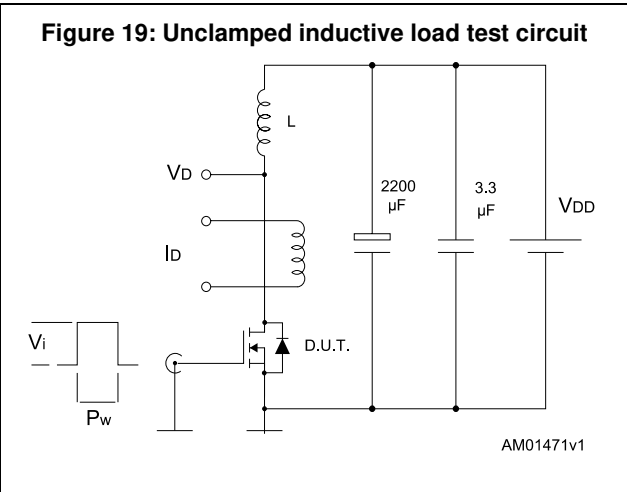 Figure 19: Unclamped inductive load test circuit
L
VD
2200
µF
3.3
µF
VDD
ID
Vi
D.U.T.
Pw
AM01471v1